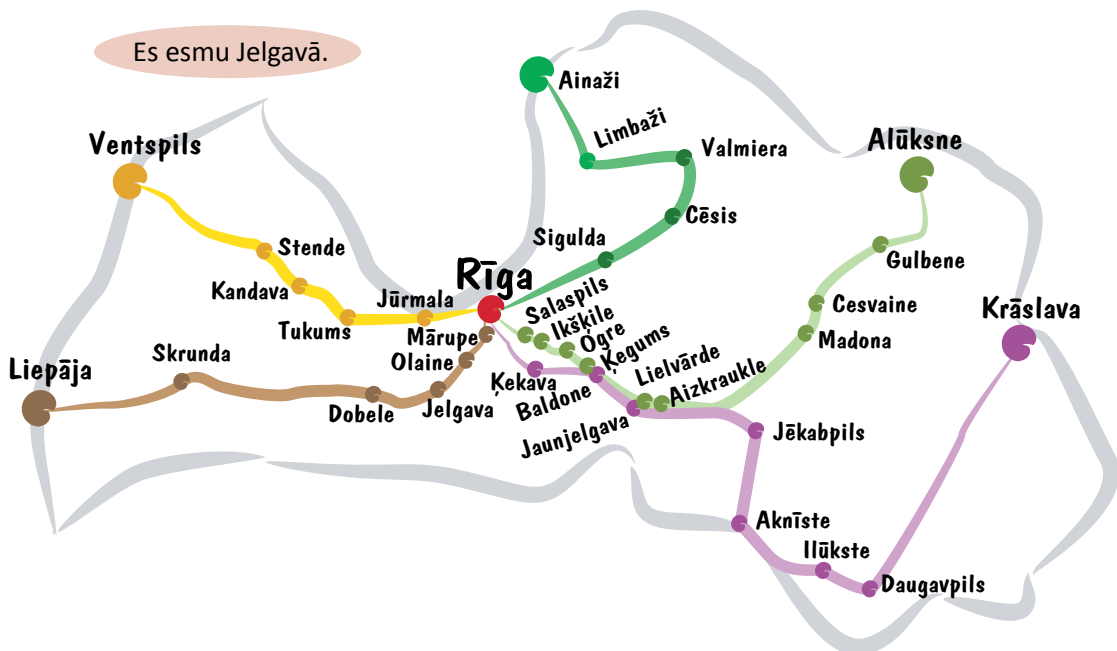 Es esmu Jelgavā.
Ainaži
Limbaži
Ventspils
Valmiera
Alūksne
Cēsis
Stende
Sigulda
Gulbene
Rīga
Kandava
Jūrmala
Salaspils
Cesvaine
Krāslava
Tukums
Mārupe
Ikšķile
Madona
Ogre
Skrunda
Olaine
Ķegums
Liepāja
Ķekava
Lielvārde
Dobele
Jelgava
Baldone
Aizkraukle
Jaunjelgava
Jēkabpils
Aknīste
Ilūkste
Daugavpils